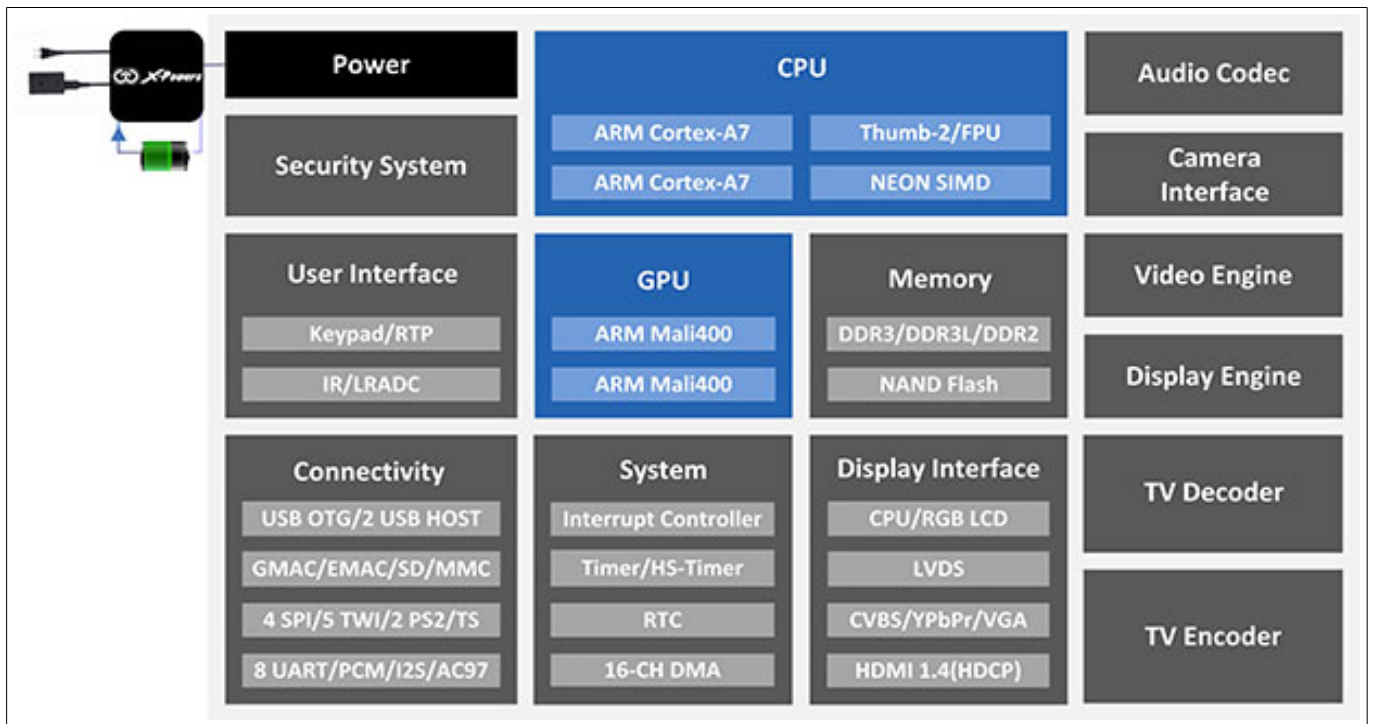 X-Powers
Power
Security System
CPU
ARM Cortex-A7
Thumb-2/FPU
ARM Cortex-A7
NEON SIMD
Audio Codec
Camera
Interface
User Interface
Keypad/RTP
IR/LRADC
GPU
ARM Mali400
ARM Mali400
Memory
DDR3/DDR3L/DDR2
NAND Flash
Video Engine
Display Engine
Connectivity
USB OTG/2 USB HOST
GMAC/EMAC/SD/MMC
4 SPI/5 TWI/2 PS2/TS
8 UART/PCM/I2S/AC97
System
Interrupt Controller
Timer/HS-Timer
RTC
16-CH DMA
Display Interface
CPU/RGB LCD
LVDS
CVBS/YPbPr/VGA
HDMI 1.4(HDCP)
TV Decoder
TV Encoder